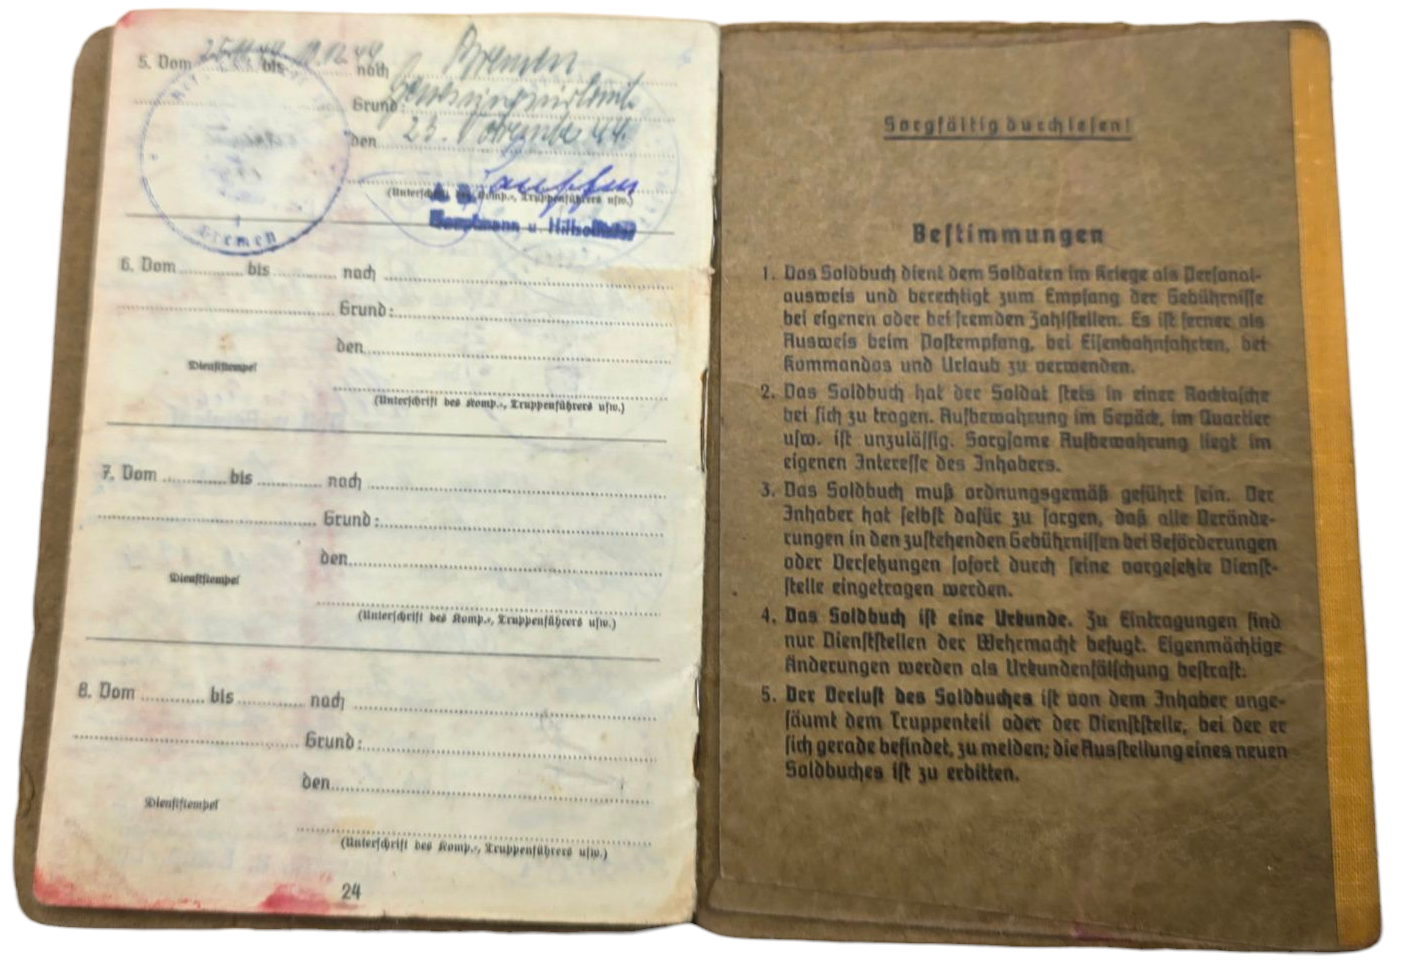 5. Vom 25.11.44 bis 10.12.44 nach Bremen
Grund: Genesungsurlaub
den 23. November 44.
(Unterschrift des Komp.-, Truppenführers usw.)
Hauptmann u.
Bremen
6. Vom bis nach
Grund:
den
Dienststempel
(Unterschrift des Komp.-, Truppenführers usw.)
7. Vom bis nach
Grund:
den
Dienststempel
(Unterschrift des Komp.-, Truppenführers usw.)
8. Vom bis nach
Grund:
den
Dienststempel
(Unterschrift des Komp.-, Truppenführers usw.)
24
Sorgfältig durchlesen!
Bestimmungen
1. Das Soldbuch dient dem Soldaten im Kriege als Personal-
ausweis und berechtigt zum Empfang der Gebührnisse
bei eigenen oder bei fremden Zahlstellen. Es ist ferner als
Ausweis beim Postempfang, bei Eisenbahnfahrten, bei
Kommandos und Urlaub zu verwenden.
2. Das Soldbuch hat der Soldat stets in einer Rocktasche
bei sich zu tragen. Aufbewahrung im Gepäck, im Quartier
usw. ist unzulässig. Sorgsame Aufbewahrung liegt im
eigenen Interesse des Inhabers.
3. Das Soldbuch muß ordnungsgemäß geführt sein. Der
Inhaber hat selbst dafür zu sorgen, daß alle Verände-
rungen in den zustehenden Gebührnissen bei Beförderungen
oder Versetzungen sofort durch seine vorgesetzte Dienst-
stelle eingetragen werden.
4. Das Soldbuch ist eine Urkunde. Zu Eintragungen sind
nur Dienststellen der Wehrmacht befugt. Eigenmächtige
Änderungen werden als Urkundenfälschung bestraft.
5. Der Verlust des Soldbuches ist von dem Inhaber unge-
säumt dem Truppenteil oder der Dienststelle, bei der er
sich gerade befindet, zu melden; die Ausstellung eines neuen
Soldbuches ist zu erbitten.